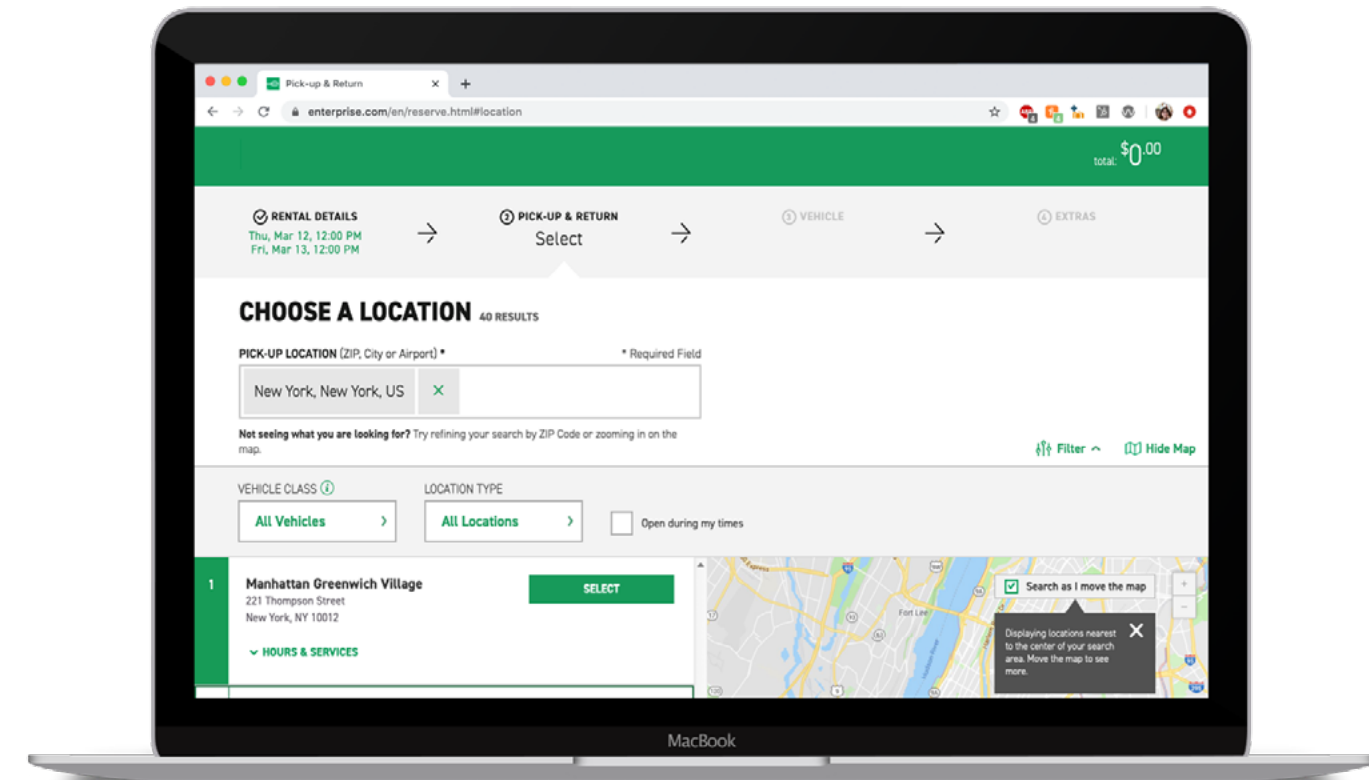 Pick-up & Return
enterprise.com/en/reserve.html#location
total: $0.00
RENTAL DETAILS
Thu, Mar 12, 12:00 PM
Fri, Mar 13, 12:00 PM
2 PICK-UP & RETURN
Select
3 VEHICLE
4 EXTRAS
CHOOSE A LOCATION 40 RESULTS
PICK-UP LOCATION (ZIP, City or Airport) *
* Required Field
New York, New York, US
Not seeing what you are looking for? Try refining your search by ZIP Code or zooming in on the
map.
Filter
Hide Map
VEHICLE CLASS
LOCATION TYPE
All Vehicles
All Locations
Open during my times
1
Manhattan Greenwich Village
221 Thompson Street
New York, NY 10012
SELECT
HOURS & SERVICES
Search as I move the map
Fort Lee
Displaying locations nearest
to the center of your search
area. Move the map to see
more.
MacBook